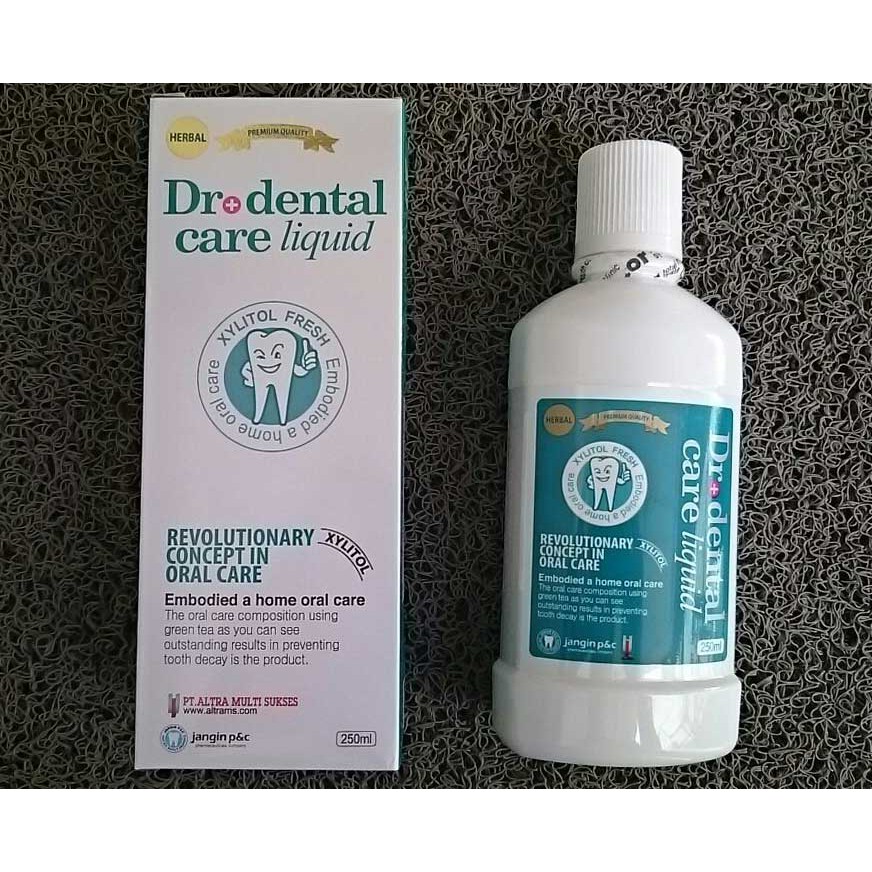 HERBAL
PREMIUM QUALITY
Dr dental
care liquid
XYLITOL FRESH
Embodied a home oral care
REVOLUTIONARY
CONCEPT IN
ORAL CARE
XYLITOL
Embodied a home oral care
The oral care composition using
green tea as you can see
outstanding results in preventing
tooth decay is the product.
PT.ALTRA MULTI SUKSES
www.altrams.com
jangin p&c
pharmaceuticals company
250ml
HERBAL
PREMIUM QUALITY
Dr dental
care liquid
XYLITOL FRESH
Embodied a home oral care
REVOLUTIONARY
CONCEPT IN
ORAL CARE
XYLITOL
Embodied a home oral care
The oral care composition using
green tea as you can see
outstanding results in preventing
tooth decay is the product.
jangin p&c
250ml